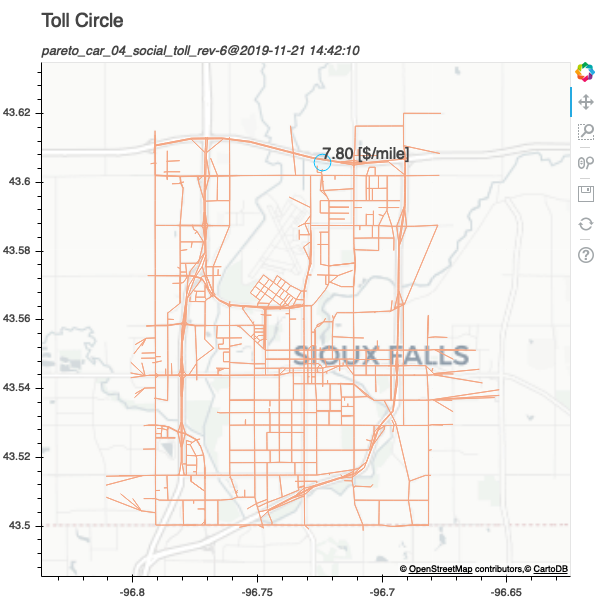 Toll Circle
pareto_car_04_social_toll_rev-6@2019-11-21 14:42:10
43.62
7.80 [$/mile]
43.6
43.58
43.56
SIOUX FALLS
43.54
43.52
43.5
© OpenStreetMap contributors,© CartoDB
-96.8
-96.75
-96.7
-96.65